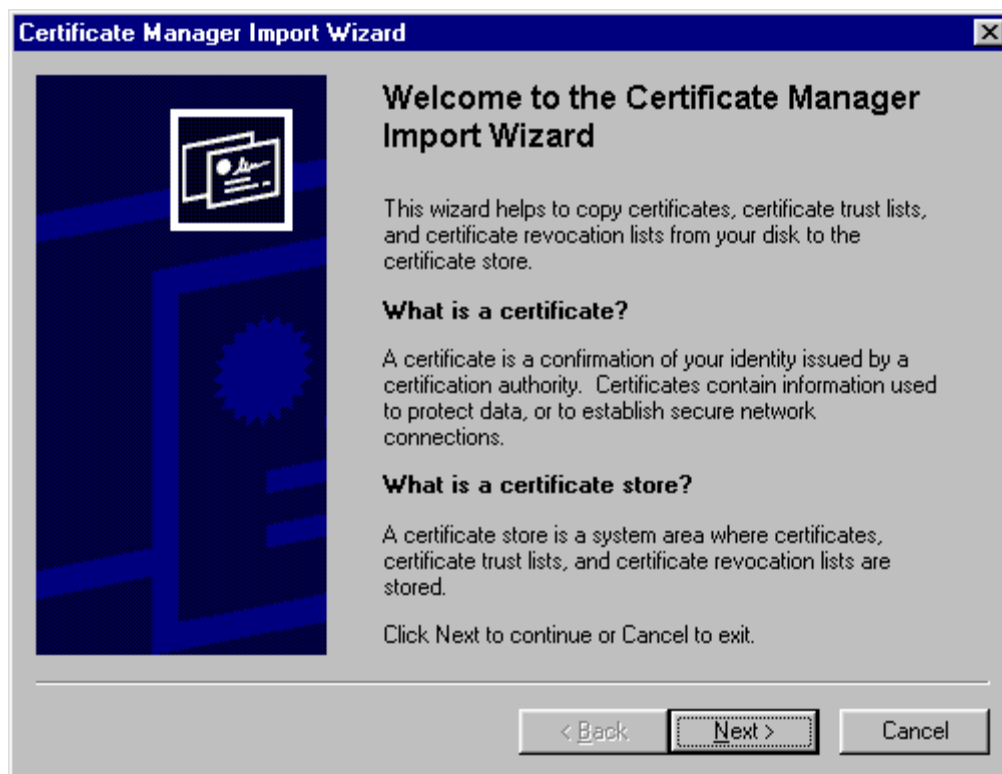 Certificate Manager Import Wizard
Welcome to the Certificate Manager
Import Wizard
This wizard helps to copy certificates, certificate trust lists,
and certificate revocation lists from your disk to the
certificate store.
What is a certificate?
A certificate is a confirmation of your identity issued by a
certification authority.  Certificates contain information used
to protect data, or to establish secure network
connections.
What is a certificate store?
A certificate store is a system area where certificates,
certificate trust lists, and certificate revocation lists are
stored.
Click Next to continue or Cancel to exit.
< Back Next > Cancel